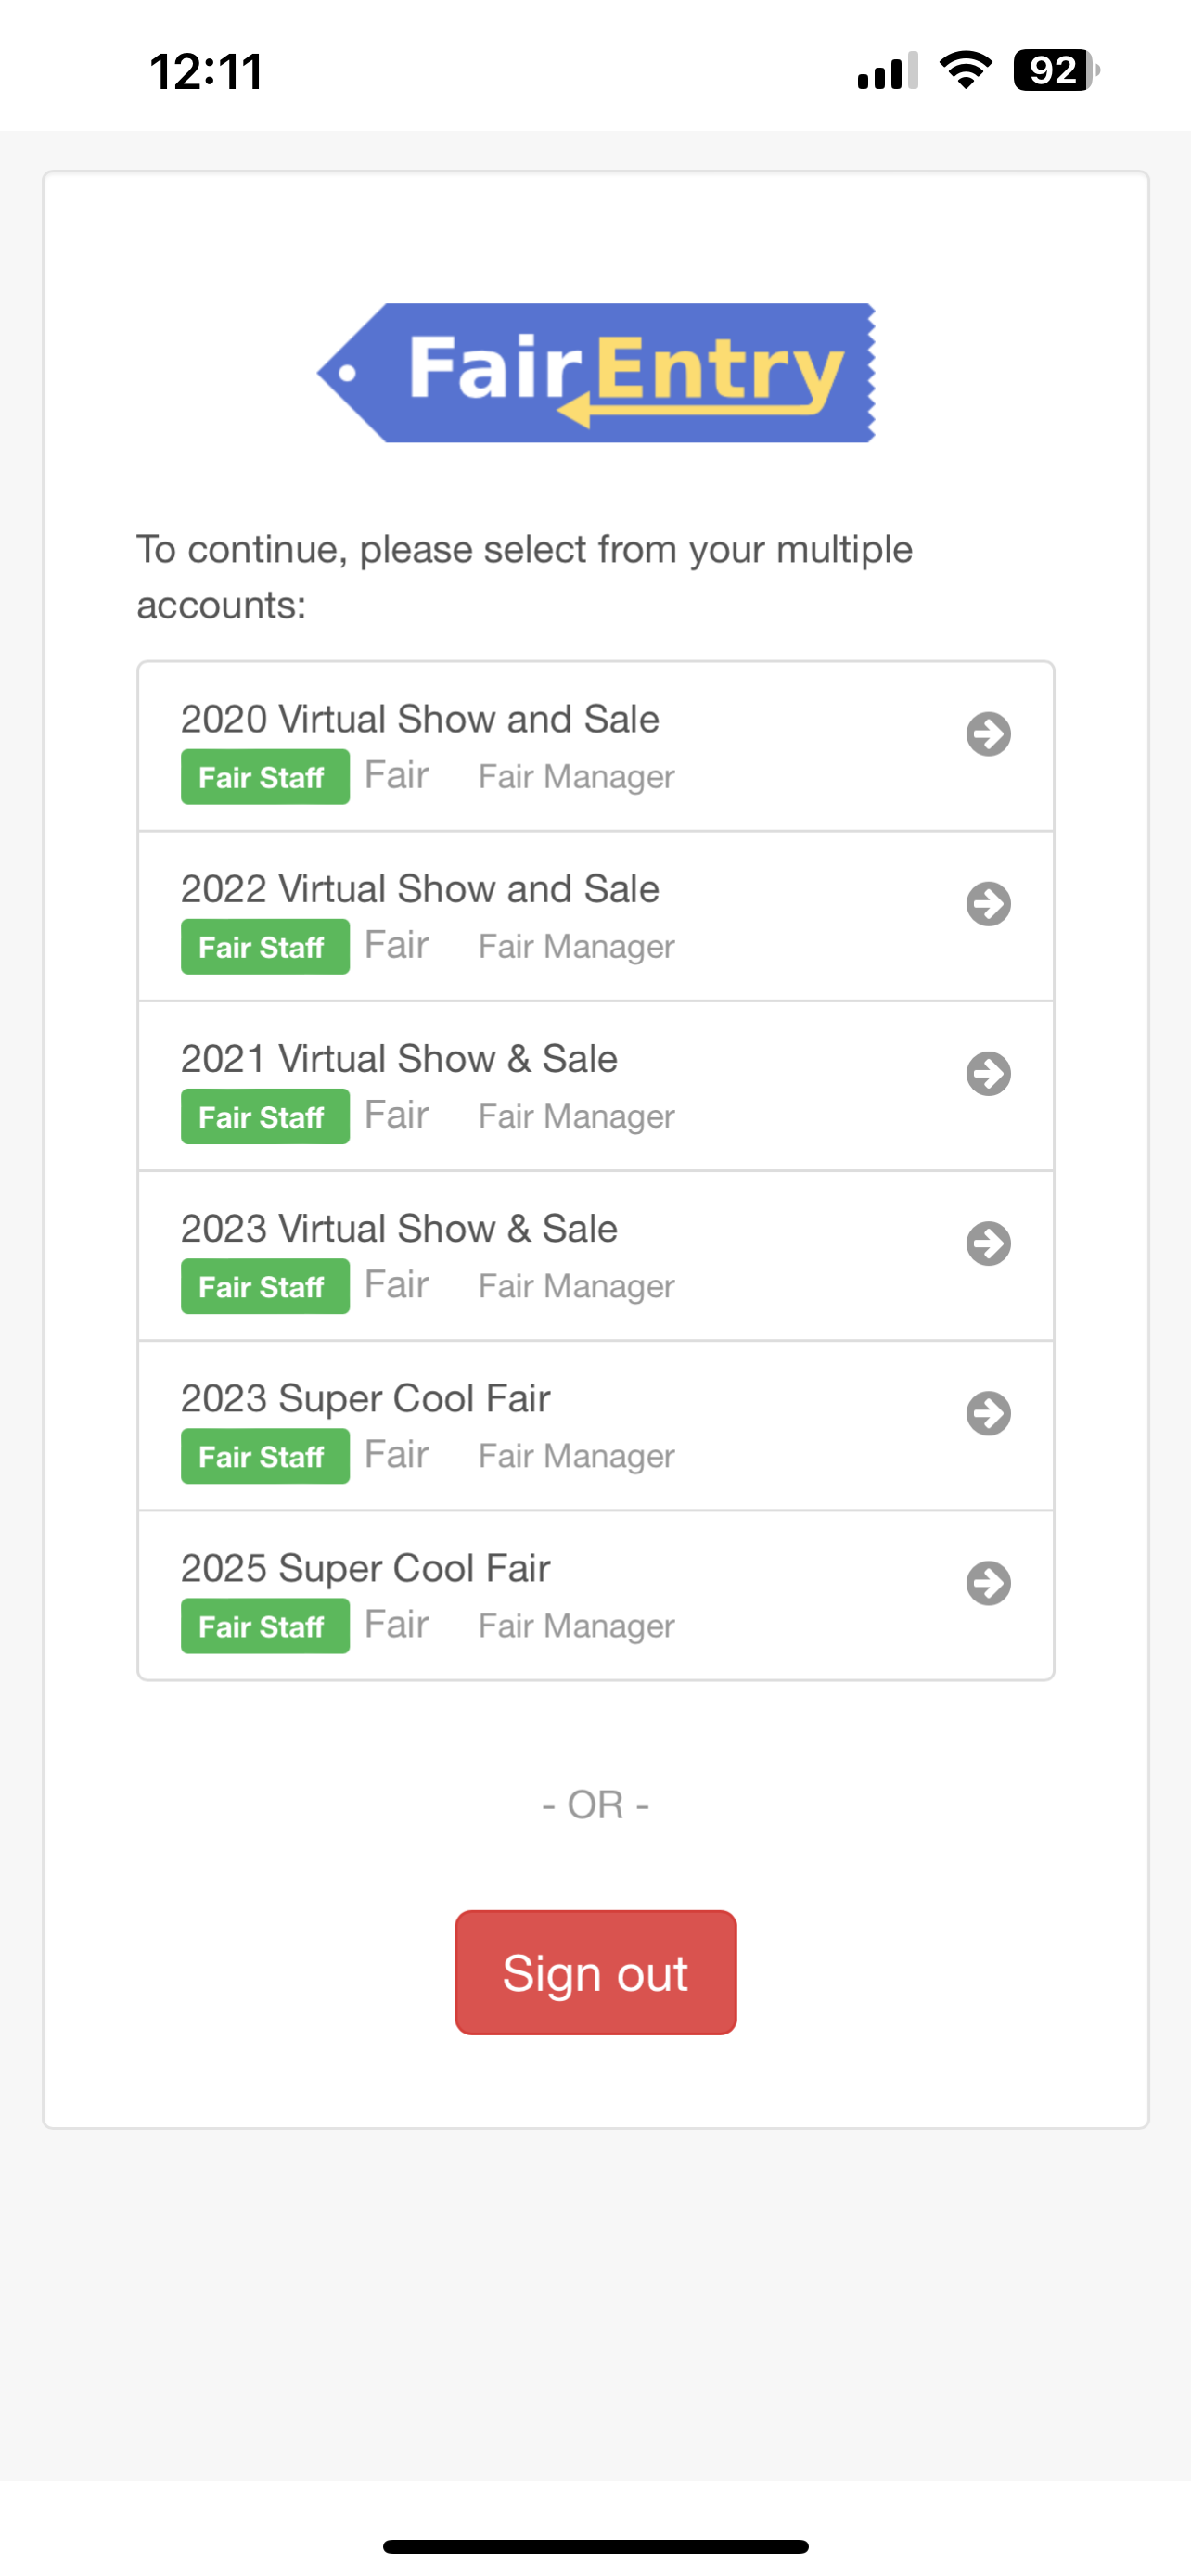 12:11
92
FairEntry
To continue, please select from your multiple
accounts:
2020 Virtual Show and Sale
Fair Staff Fair Fair Manager
2022 Virtual Show and Sale
Fair Staff Fair Fair Manager
2021 Virtual Show & Sale
Fair Staff Fair Fair Manager
2023 Virtual Show & Sale
Fair Staff Fair Fair Manager
2023 Super Cool Fair
Fair Staff Fair Fair Manager
2025 Super Cool Fair
Fair Staff Fair Fair Manager
- OR -
Sign out